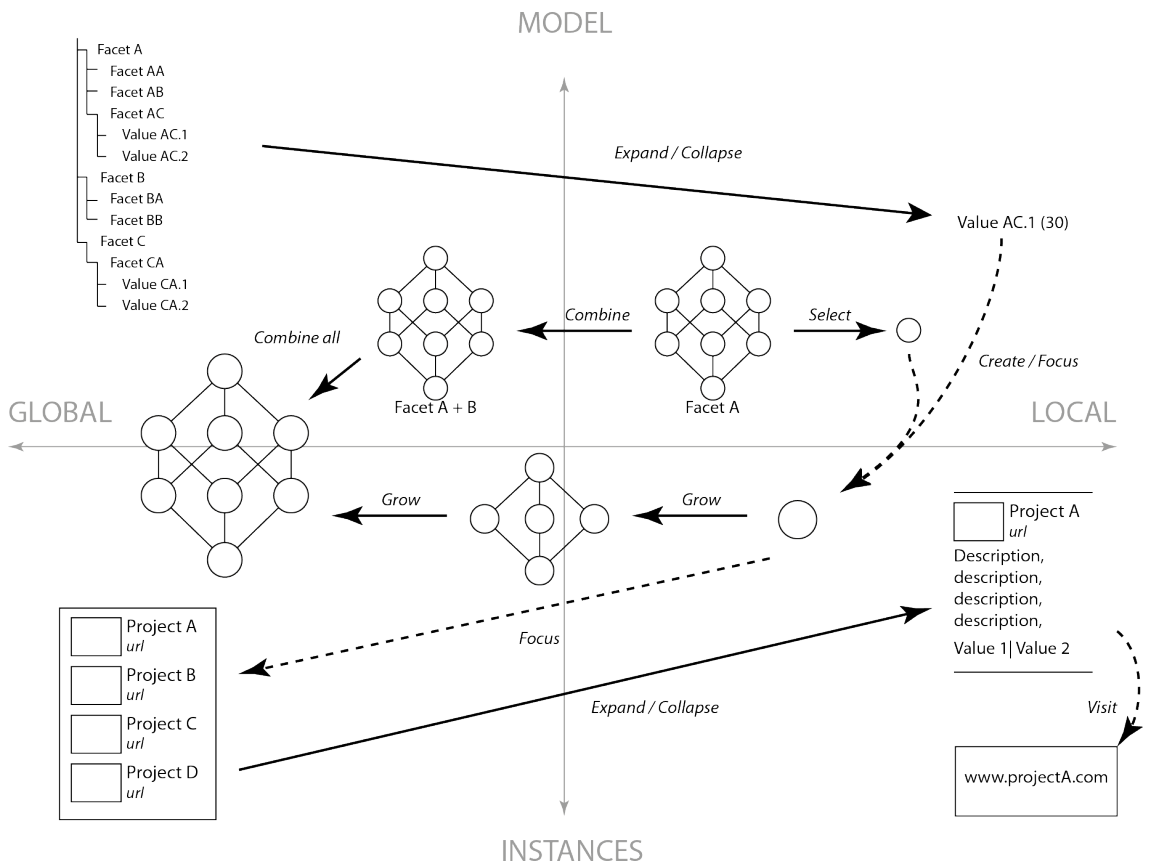 MODEL
Facet A
Facet AA
Facet AB
Facet AC
Value AC.1
Value AC.2
Facet B
Facet BA
Facet BB
Facet C
Facet CA
Value CA.1
Value CA.2
Expand / Collapse
Value AC.1 (30)
Combine
Select
Combine all
Create / Focus
Facet A + B
Facet A
GLOBAL
LOCAL
Grow
Grow
Project A
url
Description,
description,
description,
description,
Value 1| Value 2
Focus
Project A
url
Project B
url
Project C
url
Project D
url
Expand / Collapse
Visit
www.projectA.com
INSTANCES